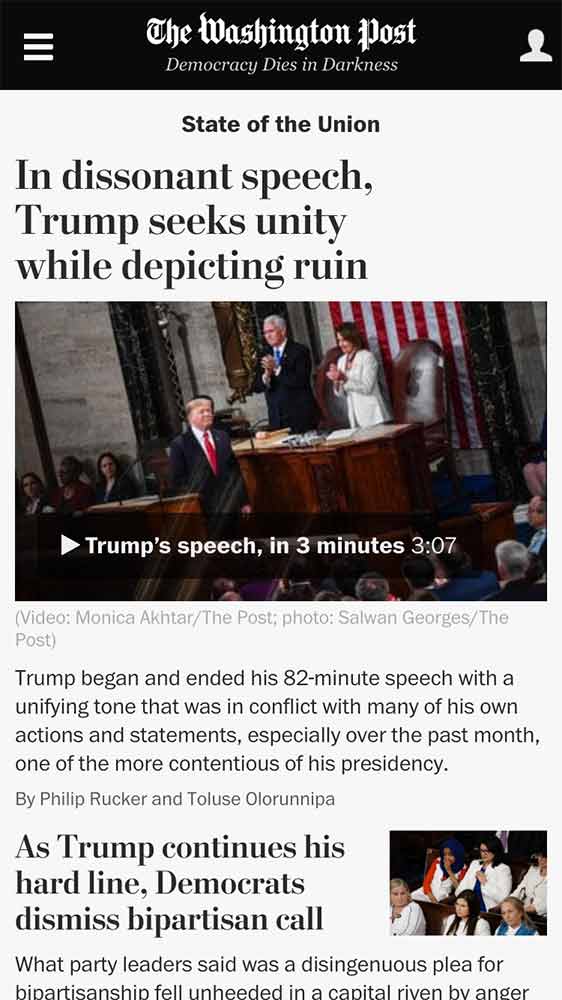 The Washington Post
Democracy Dies in Darkness
State of the Union
In dissonant speech,
Trump seeks unity
while depicting ruin
Trump’s speech, in 3 minutes 3:07
(Video: Monica Akhtar/The Post; photo: Salwan Georges/The
Post)
Trump began and ended his 82-minute speech with a
unifying tone that was in conflict with many of his own
actions and statements, especially over the past month,
one of the more contentious of his presidency.
By Philip Rucker and Toluse Olorunnipa
As Trump continues his
hard line, Democrats
dismiss bipartisan call
What party leaders said was a disingenuous plea for
bipartisanship fell unheeded in a capital riven by anger